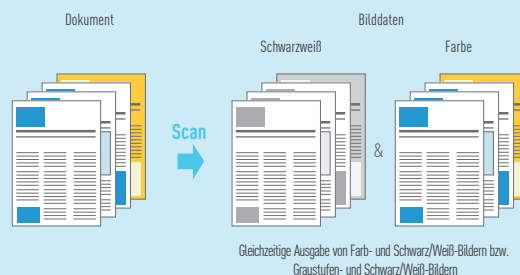 Dokument
Bilddaten
Schwarzweiß
Farbe
Scan
&
Gleichzeitige Ausgabe von Farb- und Schwarz/Weiß-Bildern bzw.
Graustufen- und Schwarz/Weiß-Bildern